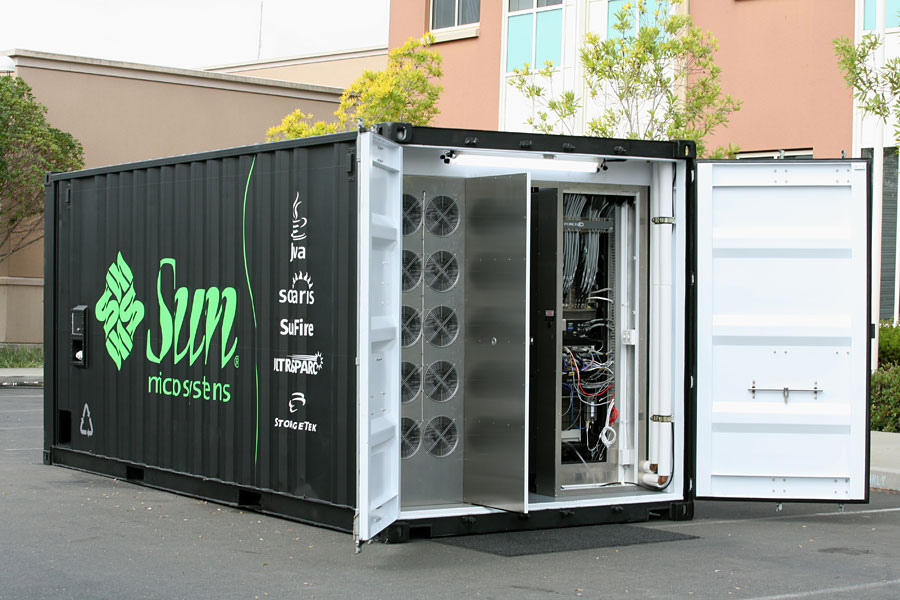 Sun®
microsystems
Java
solaris
SunFire
ULTRASPARC
STORAGETEK